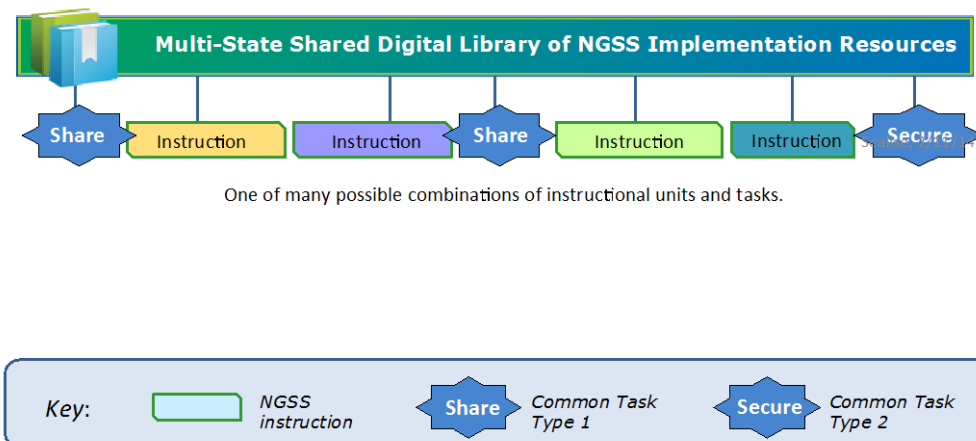 Multi-State Shared Digital Library of NGSS Implementation Resources
Share Instruction Instruction Share Instruction Instruction Secure
One of many possible combinations of instructional units and tasks.
Key: NGSS instruction Share Common Task Type 1 Secure Common Task Type 2